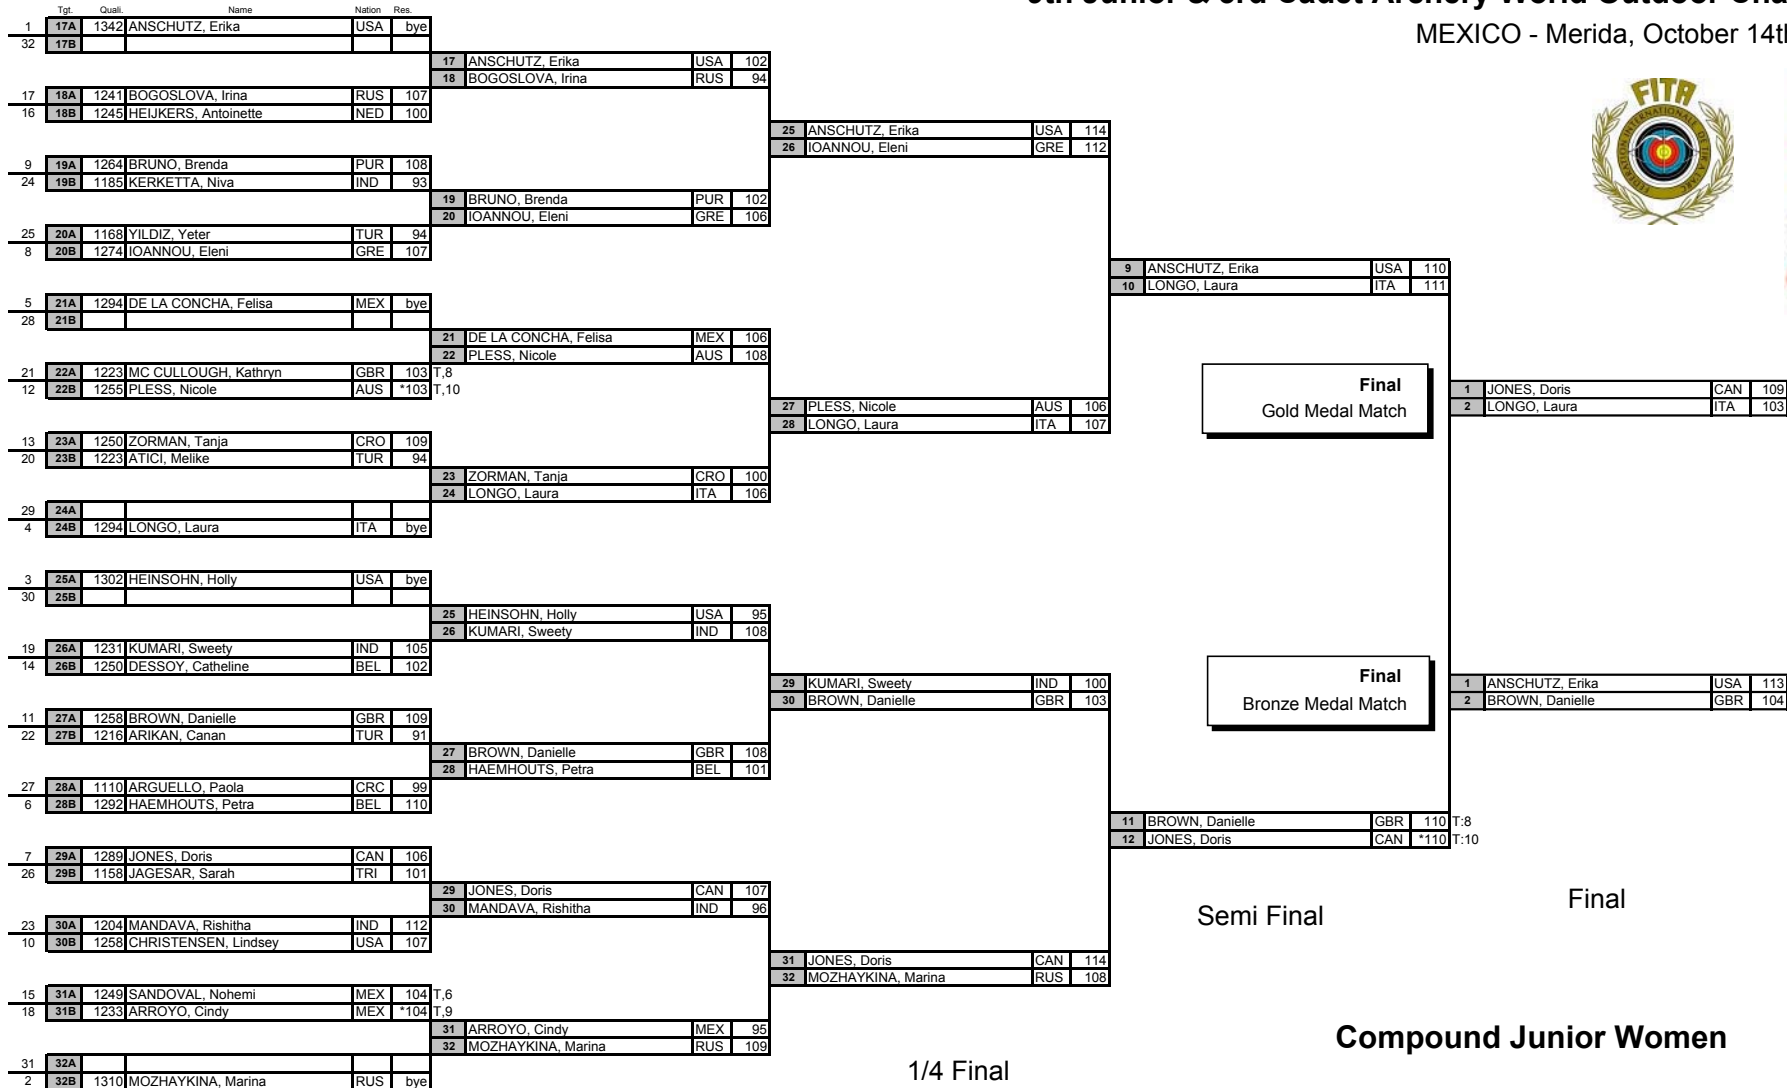 9th Junior & 3rd Cadet Archery World Outdoor Cha
MEXICO - Merida, October 14th
FITA
FEDERATION INTERNATIONALE DE TIR A L'ARC
Tgt. Quali. Name Nation Res.
1 17A 1342 ANSCHUTZ, Erika USA bye
32 17B
17 ANSCHUTZ, Erika USA 102
18 BOGOSLOVA, Irina RUS 94
17 18A 1241 BOGOSLOVA, Irina RUS 107
16 18B 1245 HEIJKERS, Antoinette NED 100
25 ANSCHUTZ, Erika USA 114
26 IOANNOU, Eleni GRE 112
9 19A 1264 BRUNO, Brenda PUR 108
24 19B 1185 KERKETTA, Niva IND 93
19 BRUNO, Brenda PUR 102
20 IOANNOU, Eleni GRE 106
25 20A 1168 YILDIZ, Yeter TUR 94
8 20B 1274 IOANNOU, Eleni GRE 107
9 ANSCHUTZ, Erika USA 110
10 LONGO, Laura ITA 111
5 21A 1294 DE LA CONCHA, Felisa MEX bye
28 21B
21 DE LA CONCHA, Felisa MEX 106
22 PLESS, Nicole AUS 108
21 22A 1223 MC CULLOUGH, Kathryn GBR 103 T,8
12 22B 1255 PLESS, Nicole AUS *103 T,10
Final
Gold Medal Match
1 JONES, Doris CAN 109
2 LONGO, Laura ITA 103
27 PLESS, Nicole AUS 106
28 LONGO, Laura ITA 107
13 23A 1250 ZORMAN, Tanja CRO 109
20 23B 1223 ATICI, Melike TUR 94
23 ZORMAN, Tanja CRO 100
24 LONGO, Laura ITA 106
29 24A
4 24B 1294 LONGO, Laura ITA bye
3 25A 1302 HEINSOHN, Holly USA bye
30 25B
25 HEINSOHN, Holly USA 95
26 KUMARI, Sweety IND 108
19 26A 1231 KUMARI, Sweety IND 105
14 26B 1250 DESSOY, Catheline BEL 102
29 KUMARI, Sweety IND 100
30 BROWN, Danielle GBR 103
Final
Bronze Medal Match
1 ANSCHUTZ, Erika USA 113
2 BROWN, Danielle GBR 104
11 27A 1258 BROWN, Danielle GBR 109
22 27B 1216 ARIKAN, Canan TUR 91
27 BROWN, Danielle GBR 108
28 HAEMHOUTS, Petra BEL 101
27 28A 1110 ARGUELLO, Paola CRC 99
6 28B 1292 HAEMHOUTS, Petra BEL 110
11 BROWN, Danielle GBR 110 T:8
12 JONES, Doris CAN *110 T:10
7 29A 1289 JONES, Doris CAN 106
26 29B 1158 JAGESAR, Sarah TRI 101
29 JONES, Doris CAN 107
30 MANDAVA, Rishitha IND 96
23 30A 1204 MANDAVA, Rishitha IND 112
10 30B 1258 CHRISTENSEN, Lindsey USA 107
Semi Final
Final
31 JONES, Doris CAN 114
32 MOZHAYKINA, Marina RUS 108
15 31A 1249 SANDOVAL, Nohemi MEX 104 T,6
18 31B 1233 ARROYO, Cindy MEX *104 T,9
31 ARROYO, Cindy MEX 95
32 MOZHAYKINA, Marina RUS 109
31 32A
2 32B 1310 MOZHAYKINA, Marina RUS bye
1/4 Final
Compound Junior Women